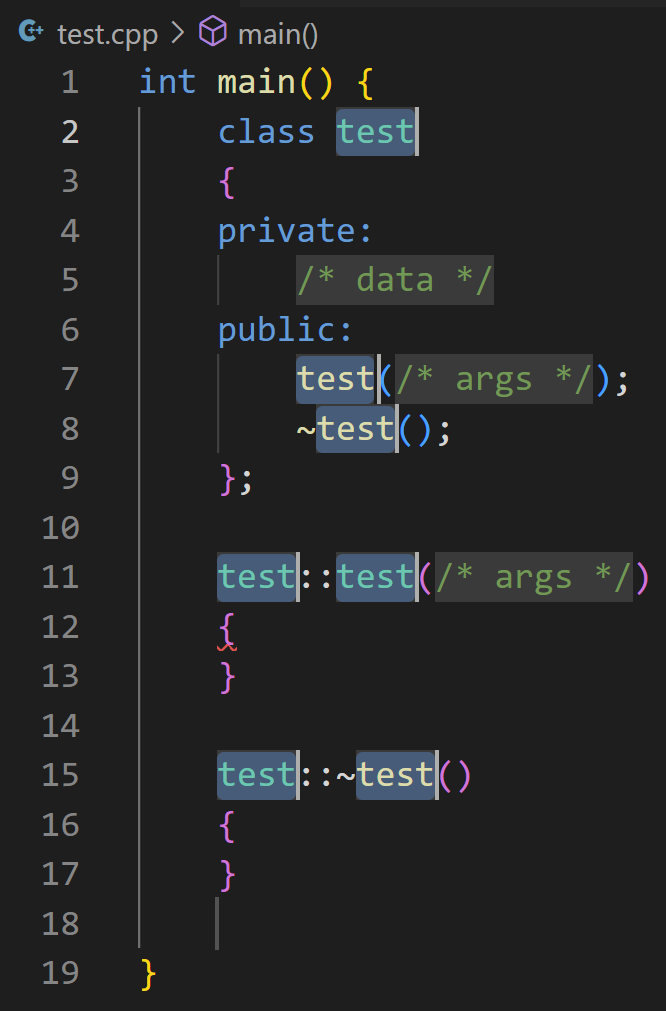 test.cpp > main()
1 int main() {
2 class test
3 {
4 private:
5 /* data */
6 public:
7 test(/* args */);
8 ~test();
9 };
10
11 test::test(/* args */)
12 {
13 }
14
15 test::~test()
16 {
17 }
18
19 }